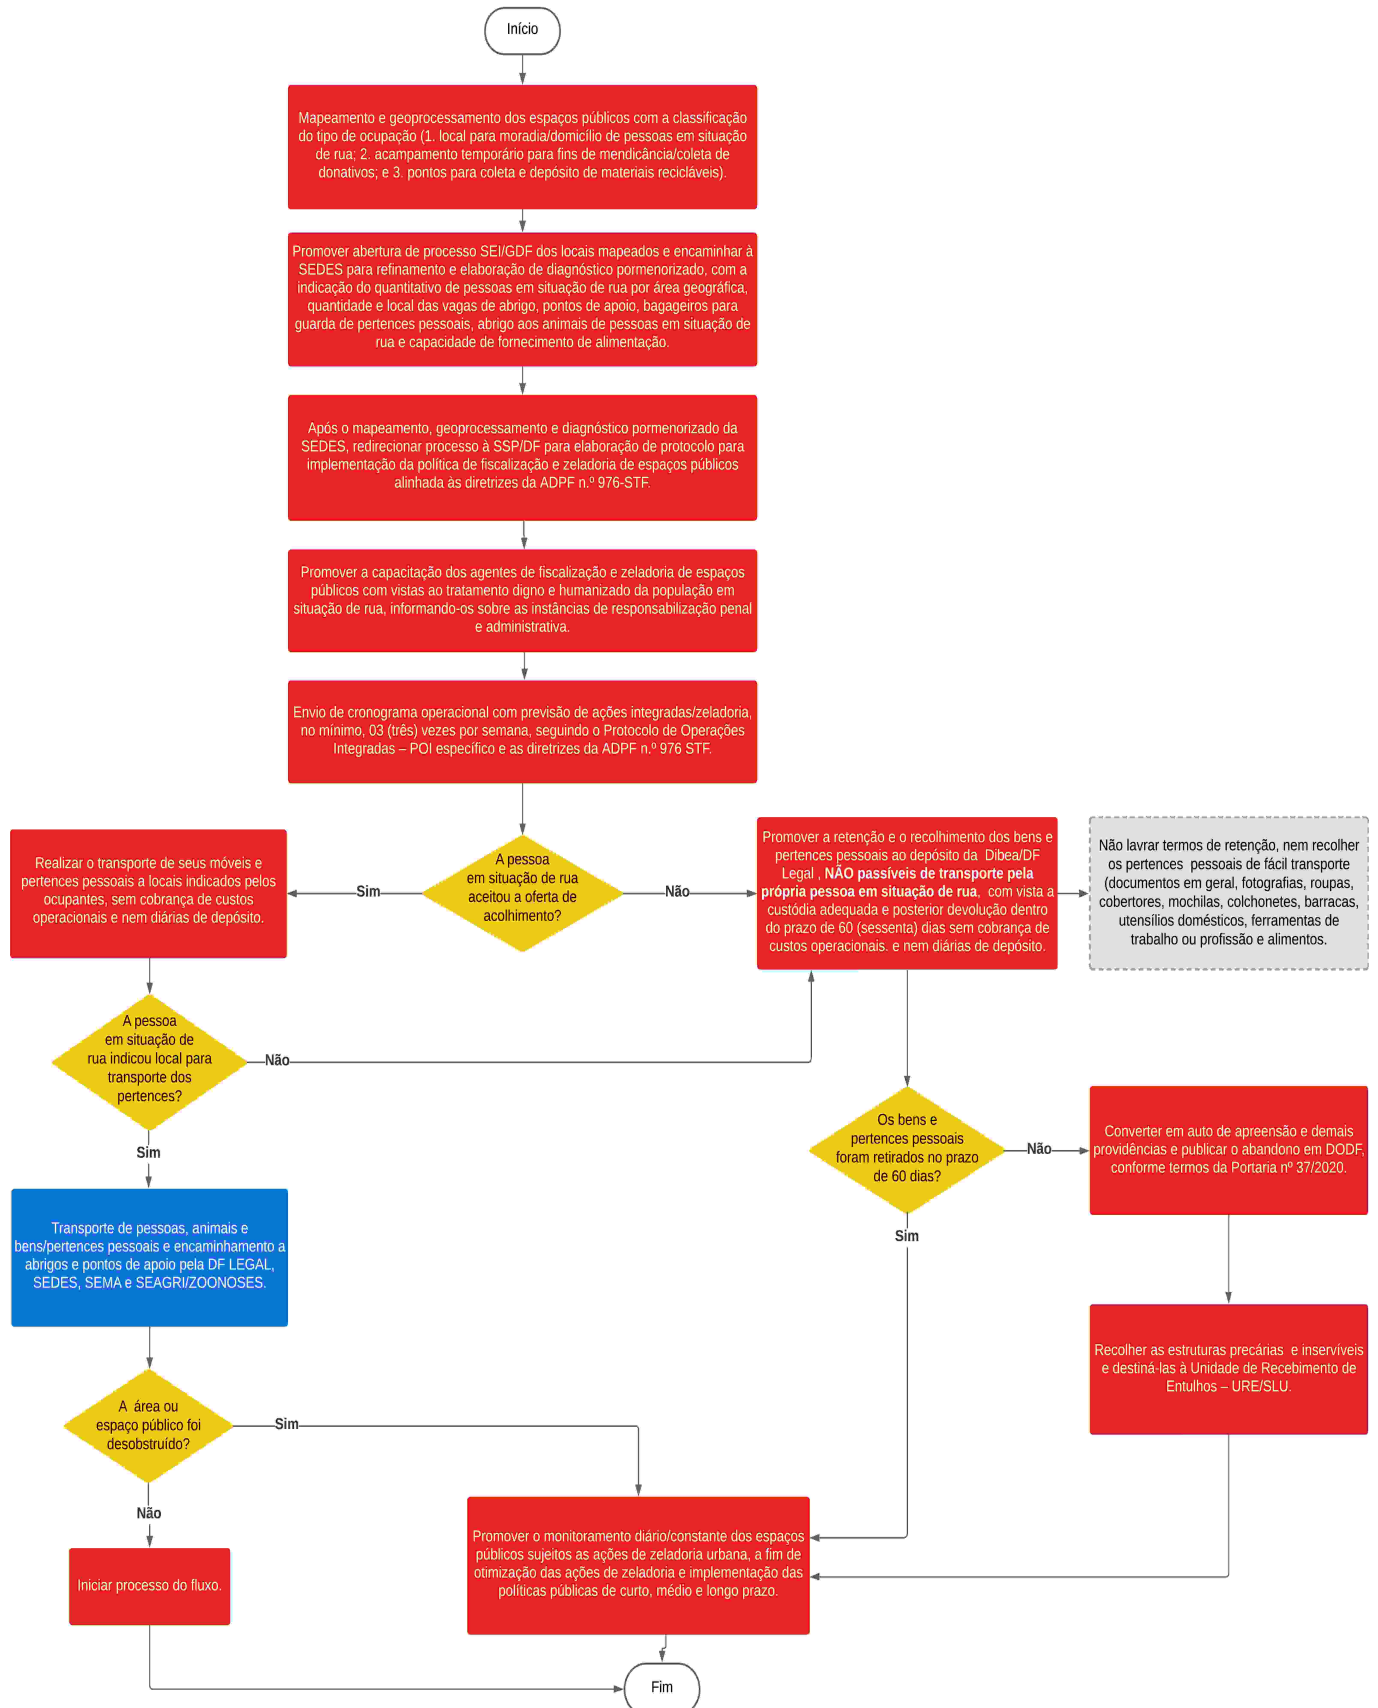 Início
Mapeamento e geoprocessamento dos espaços públicos com a classificação
do tipo de ocupação (1. local para moradia/domicílio de pessoas em situação
de rua; 2. acampamento temporário para fins de mendicância/coleta de
donativos; e 3. pontos para coleta e depósito de materiais recicláveis).
Promover abertura de processo SEI/GDF dos locais mapeados e encaminhar à
SEDES para refinamento e elaboração de diagnóstico pormenorizado, com a
indicação do quantitativo de pessoas em situação de rua por área geográfica,
quantidade e local das vagas de abrigo, pontos de apoio, bagageiros para
guarda de pertences pessoais, abrigo aos animais de pessoas em situação de
rua e capacidade de fornecimento de alimentação.
Após o mapeamento, geoprocessamento e diagnóstico pormenorizado da
SEDES, redirecionar processo à SSP/DF para elaboração de protocolo para
implementação da política de fiscalização e zeladoria de espaços públicos
alinhada às diretrizes da ADPF n.º 976-STF.
Promover a capacitação dos agentes de fiscalização e zeladoria de espaços
públicos com vistas ao tratamento digno e humanizado da população em
situação de rua, informando-os sobre as instâncias de responsabilização penal
e administrativa.
Envio de cronograma operacional com previsão de ações integradas/zeladoria,
no mínimo, 03 (três) vezes por semana, seguindo o Protocolo de Operações
Integradas – POI específico e as diretrizes da ADPF n.º 976 STF.
A pessoa
em situação de rua
aceitou a oferta de
acolhimento?
Sim
Não
Realizar o transporte de seus móveis e
pertences pessoais a locais indicados pelos
ocupantes, sem cobrança de custos
operacionais e nem diárias de depósito.
Promover a retenção e o recolhimento dos bens e
pertences pessoais ao depósito da Dibea/DF
Legal , NÃO passíveis de transporte pela
própria pessoa em situação de rua, com vista a
custódia adequada e posterior devolução dentro
do prazo de 60 (sessenta) dias sem cobrança de
custos operacionais. e nem diárias de depósito.
Não lavrar termos de retenção, nem recolher
os pertences pessoais de fácil transporte
(documentos em geral, fotografias, roupas,
cobertores, mochilas, colchonetes, barracas,
utensílios domésticos, ferramentas de
trabalho ou profissão e alimentos.
A pessoa
em situação de
rua indicou local para
transporte dos
pertences?
Não
Sim
Os bens e
pertences pessoais
foram retirados no prazo
de 60 dias?
Não
Sim
Converter em auto de apreensão e demais
providências e publicar o abandono em DODF,
conforme termos da Portaria nº 37/2020.
Transporte de pessoas, animais e
bens/pertences pessoais e encaminhamento a
abrigos e pontos de apoio pela DF LEGAL,
SEDES, SEMA e SEAGRI/ZOONOSES.
Recolher as estruturas precárias e inservíveis
e destiná-las à Unidade de Recebimento de
Entulhos – URE/SLU.
A área ou
espaço público foi
desobstruído?
Sim
Não
Promover o monitoramento diário/constante dos espaços
públicos sujeitos as ações de zeladoria urbana, a fim de
otimização das ações de zeladoria e implementação das
políticas públicas de curto, médio e longo prazo.
Iniciar processo do fluxo.
Fim